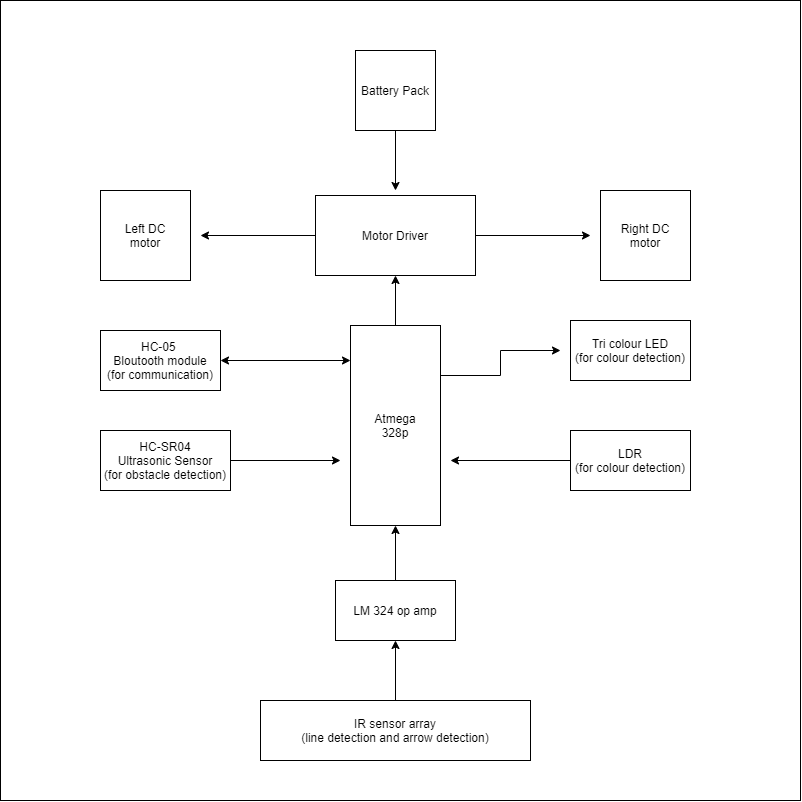 Battery Pack
Left DC
motor
Motor Driver
Right DC
motor
HC-05
Bloutooth module
(for communication)
Tri colour LED
(for colour detection)
Atmega
328p
HC-SR04
Ultrasonic Sensor
(for obstacle detection)
LDR
(for colour detection)
LM 324 op amp
IR sensor array
(line detection and arrow detection)